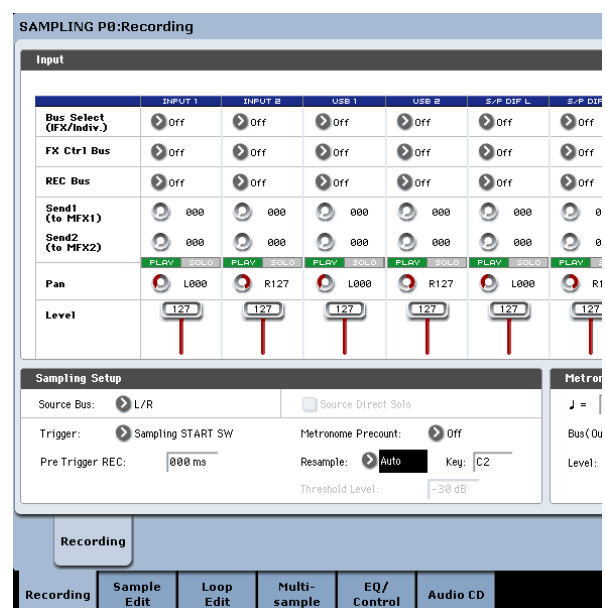 SAMPLING P0:Recording
Input
INPUT 1 INPUT 2 USB 1 USB 2 S/P DIF L S/P DIF
Bus Select (IFX/Indiv.) Off Off Off Off Off Off
FX Ctrl Bus Off Off Off Off Off Off
REC Bus Off Off Off Off Off Off
Send1 (to MFX1) 000 000 000 000 000 0
Send2 (to MFX2) 000 000 000 000 000 0
PLAY SOLO PLAY SOLO PLAY SOLO PLAY SOLO PLAY SOLO PLAY S
Pan L000 R127 L000 R127 L000 R1
Level 127 127 127 127 127 127
Sampling Setup Metron
Source Bus: L/R Source Direct Solo ♩ =
Trigger: Sampling START SW Metronome Precount: Off Bus(Ou
Pre Trigger REC: 000 ms Resample: Auto Key: C2 Level:
Threshold Level: -30 dB
Recording
Recording Sample Edit Loop Edit Multi-sample EQ/Control Audio CD